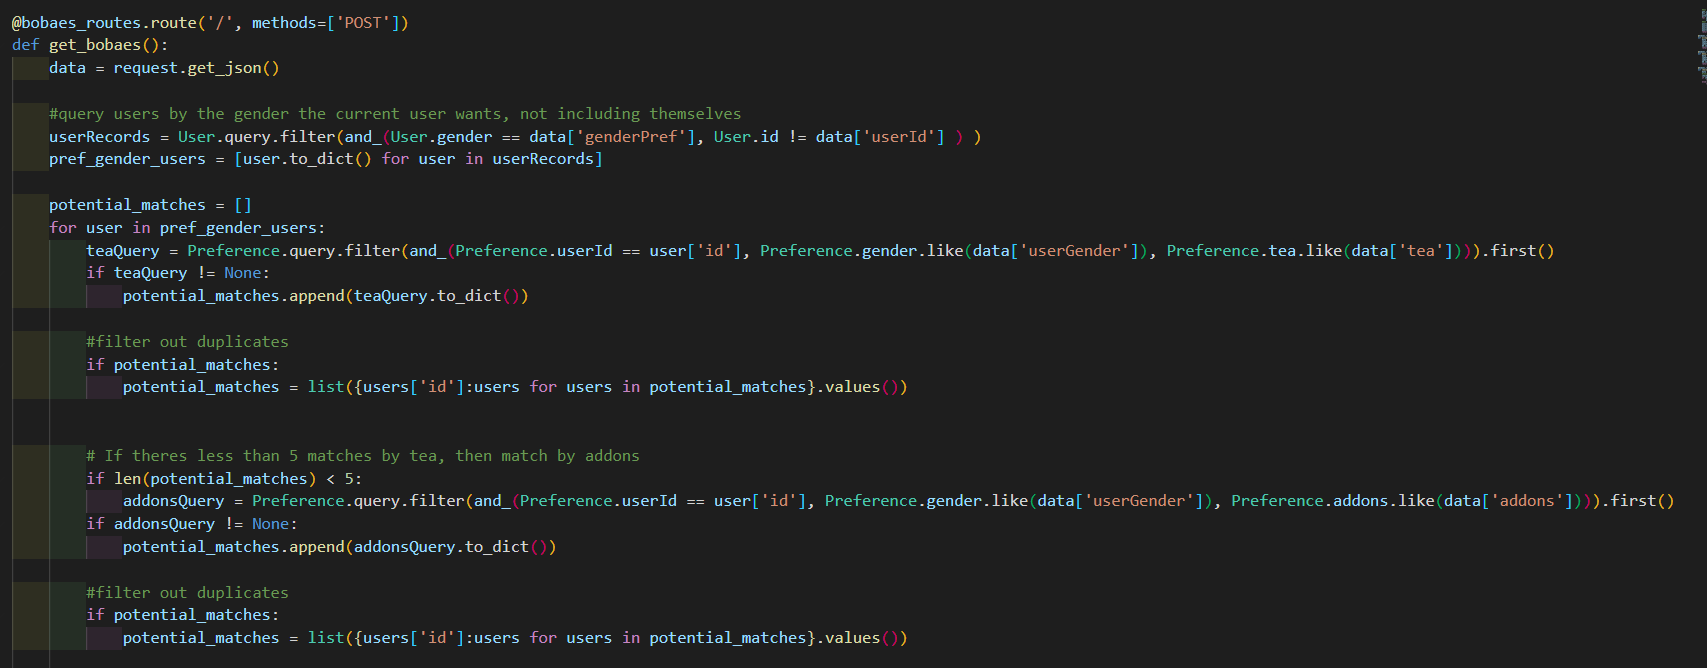 @bobaes_routes.route('/', methods=['POST'])
def get_bobaes():
    data = request.get_json()

    #query users by the gender the current user wants, not including themselves
    userRecords = User.query.filter(and_(User.gender == data['genderPref'], User.id != data['userId'] ) )
    pref_gender_users = [user.to_dict() for user in userRecords]

    potential_matches = []
    for user in pref_gender_users:
        teaQuery = Preference.query.filter(and_(Preference.userId == user['id'], Preference.gender.like(data['userGender']), Preference.tea.like(data['tea']))).first()
        if teaQuery != None:
            potential_matches.append(teaQuery.to_dict())

        #filter out duplicates
        if potential_matches:
            potential_matches = list({users['id']:users for users in potential_matches}.values())


        # If theres less than 5 matches by tea, then match by addons
        if len(potential_matches) < 5:
            addonsQuery = Preference.query.filter(and_(Preference.userId == user['id'], Preference.gender.like(data['userGender']), Preference.addons.like(data['addons']))).first()
        if addonsQuery != None:
            potential_matches.append(addonsQuery.to_dict())

        #filter out duplicates
        if potential_matches:
            potential_matches = list({users['id']:users for users in potential_matches}.values())